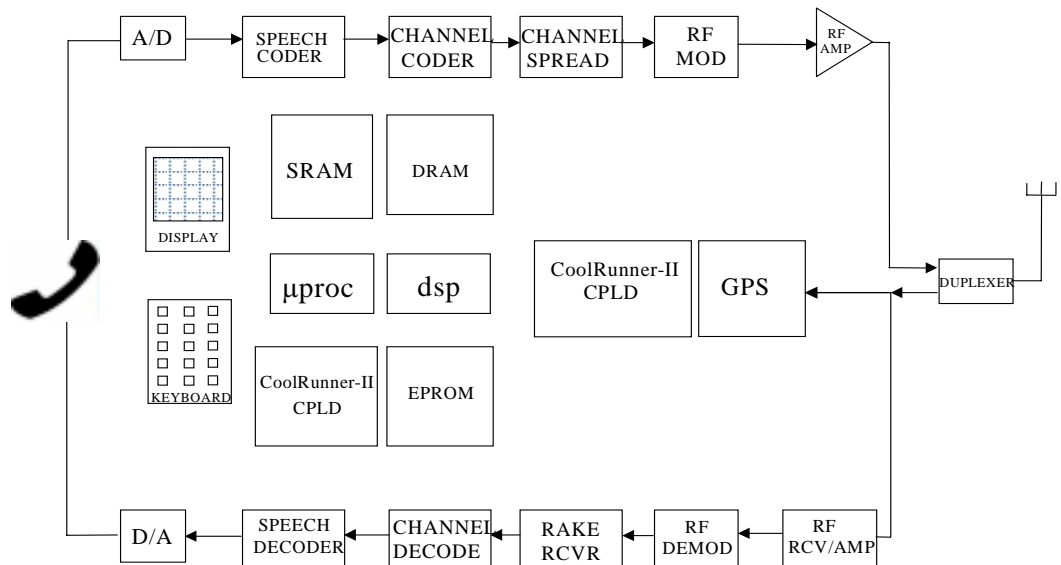 A/D
SPEECH
CODER
CHANNEL
CODER
CHANNEL
SPREAD
RF
MOD
RF
AMP
SRAM
DRAM
DISPLAY
μproc
dsp
CoolRunner-II
CPLD
GPS
DUPLEXER
KEYBOARD
CoolRunner-II
CPLD
EPROM
D/A
SPEECH
DECODER
CHANNEL
DECODE
RAKE
RCVR
RF
DEMOD
RF
RCV/AMP